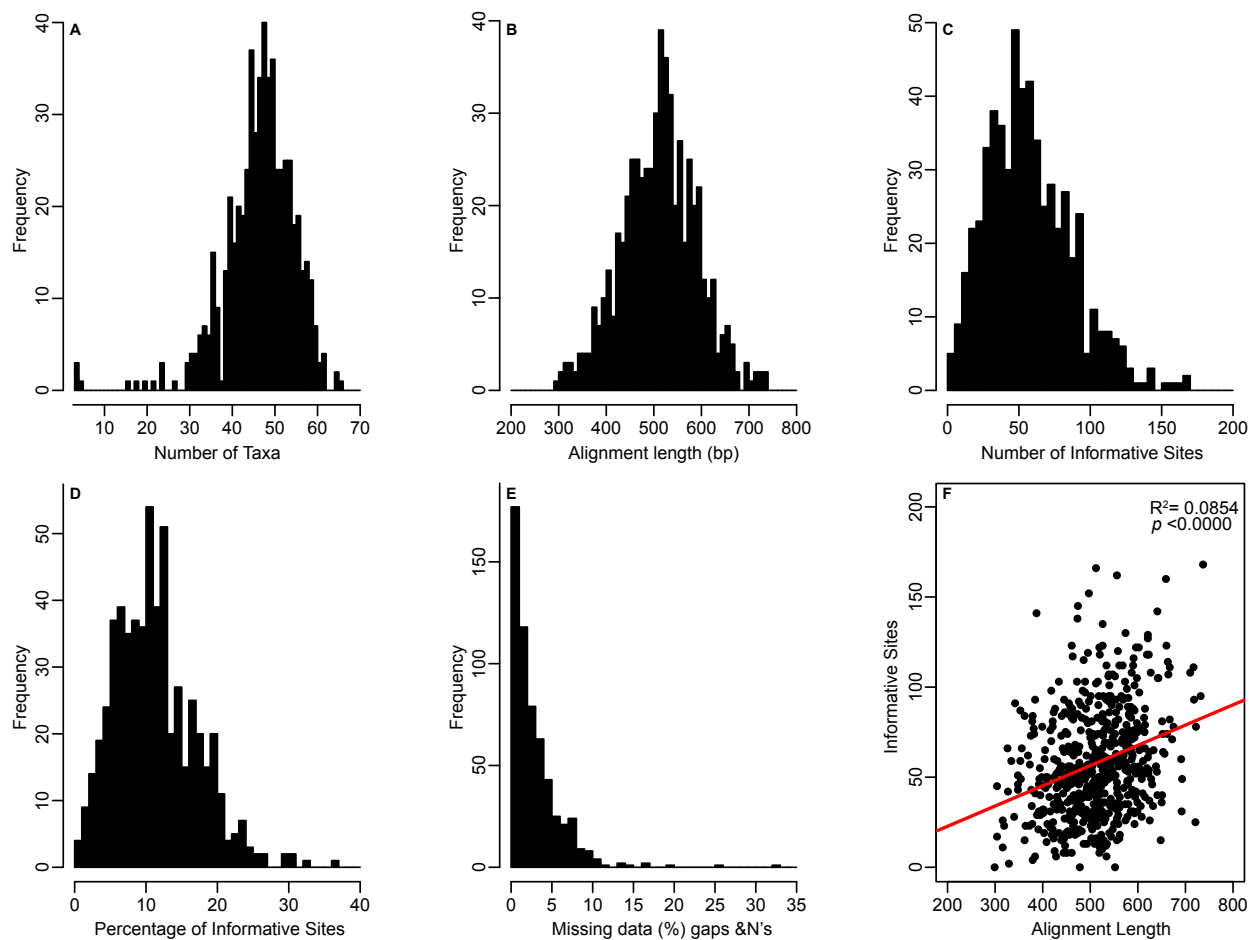 A
Frequency
0
10
20
30
40
10 20 30 40 50 60 70
Number of Taxa
B
Frequency
0
10
20
30
40
200 300 400 500 600 700 800
Alignment length (bp)
C
Frequency
0
10
20
30
40
50
0 50 100 150 200
Number of Informative Sites
D
Frequency
0
10
20
30
40
50
0 10 20 30 40
Percentage of Informative Sites
E
Frequency
0
50
100
150
0 5 10 15 20 25 30 35
Missing data (%) gaps &N's
F
R²= 0.0854
p <0.0000
Informative Sites
0
50
100
150
200
200 300 400 500 600 700 800
Alignment Length